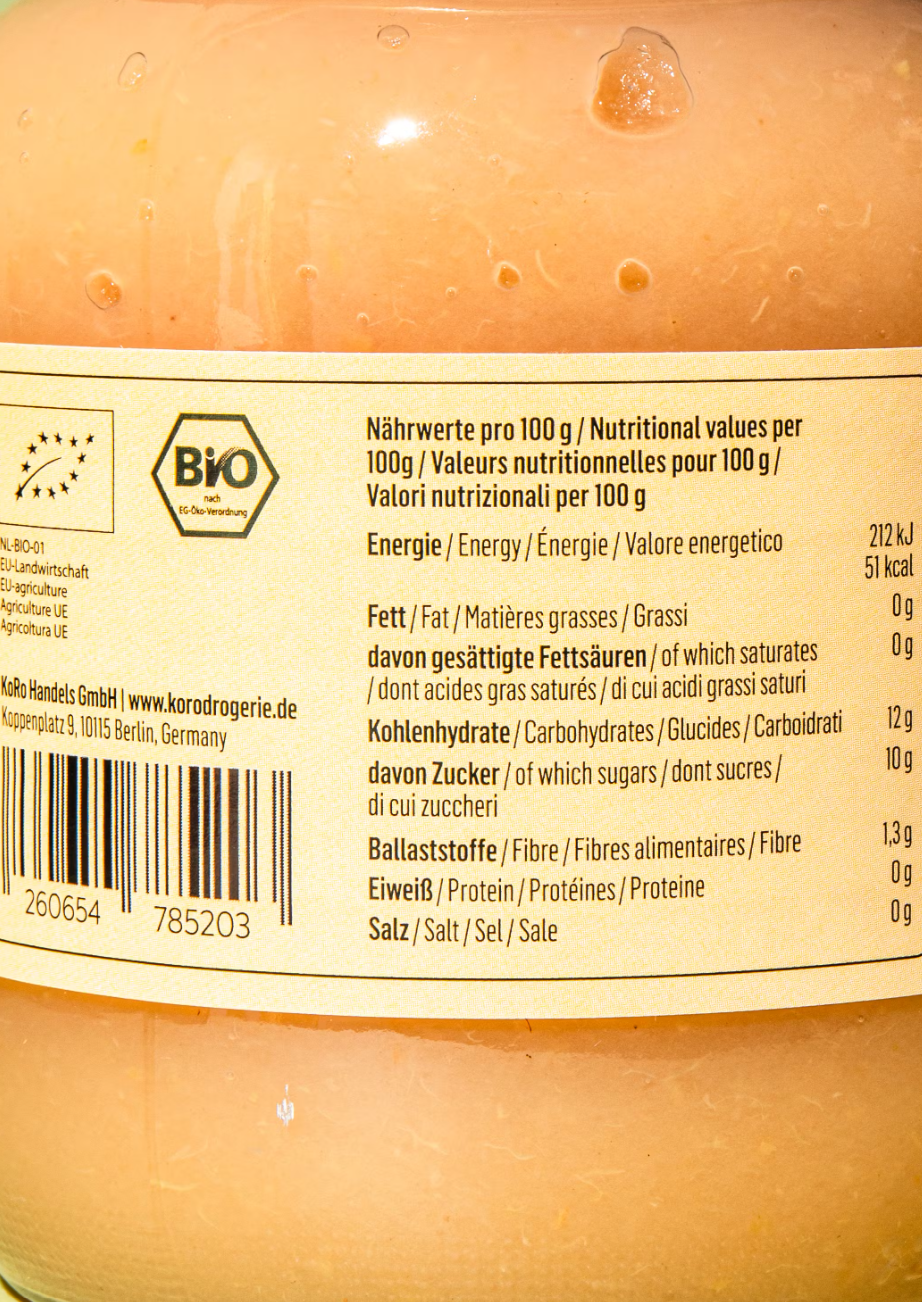 BiO
nach
EG-Öko-Verordnung
NL-BIO-01
EU-Landwirtschaft
EU-agriculture
Agriculture UE
Agricoltura UE
KoRo Handels GmbH | www.korodrogerie.de
Koppenplatz 9, 10115 Berlin, Germany
260654 785203
Nährwerte pro 100 g / Nutritional values per
100g / Valeurs nutritionnelles pour 100 g /
Valori nutrizionali per 100 g
Energie / Energy / Énergie / Valore energetico 212 kJ
51 kcal
Fett / Fat / Matières grasses / Grassi 0 g
davon gesättigte Fettsäuren / of which saturates 0 g
/ dont acides gras saturés / di cui acidi grassi saturi
Kohlenhydrate / Carbohydrates / Glucides / Carboidrati 12 g
davon Zucker / of which sugars / dont sucres / 10 g
di cui zuccheri
Ballaststoffe / Fibre / Fibres alimentaires / Fibre 1,3 g
Eiweiß / Protein / Protéines / Proteine 0 g
Salz / Salt / Sel / Sale 0 g